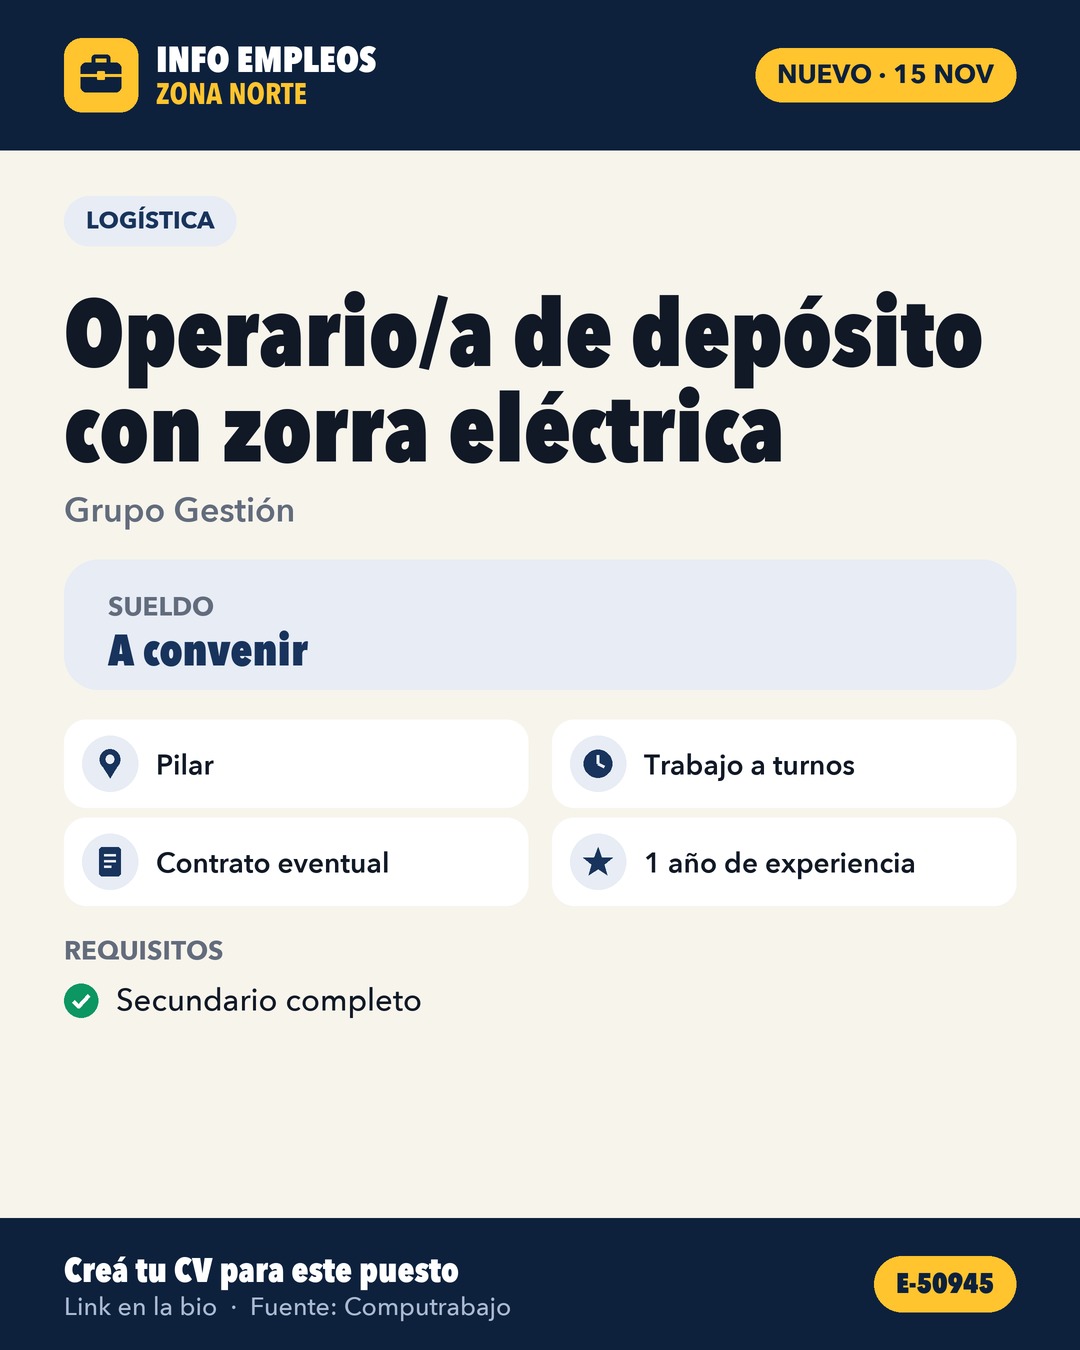 INFO EMPLEOS
ZONA NORTE
NUEVO · 15 NOV
LOGÍSTICA
Operario/a de depósito
con zorra eléctrica
Grupo Gestión
SUELDO
A convenir
Pilar
Trabajo a turnos
Contrato eventual
1 año de experiencia
REQUISITOS
Secundario completo
Creá tu CV para este puesto
Link en la bio · Fuente: Computrabajo
E-50945